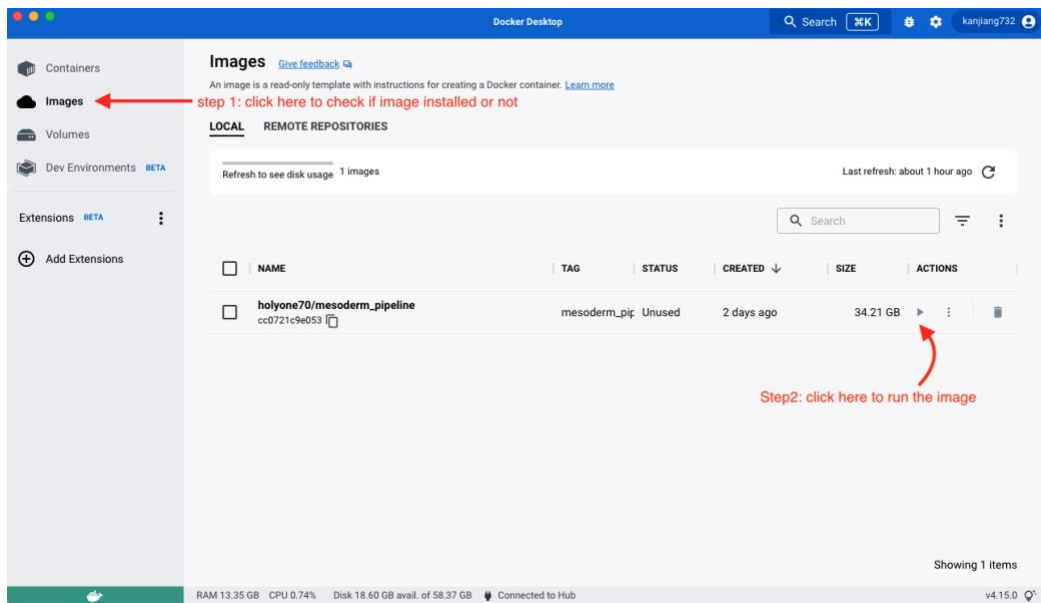 Docker Desktop
Search ⌘K
kanjiang732
Containers
Images
Volumes
Dev Environments BETA
Extensions BETA
Add Extensions
Images Give feedback
An image is a read-only template with instructions for creating a Docker container. Learn more
step 1: click here to check if image installed or not
LOCAL REMOTE REPOSITORIES
Refresh to see disk usage 1 images
Last refresh: about 1 hour ago
Search
NAME TAG STATUS CREATED SIZE ACTIONS
holyone70/mesoderm_pipeline
cc0721c9e053
mesoderm_pip Unused 2 days ago 34.21 GB
Step2: click here to run the image
Showing 1 items
RAM 13.35 GB CPU 0.74% Disk 18.60 GB avail. of 58.37 GB Connected to Hub v4.15.0